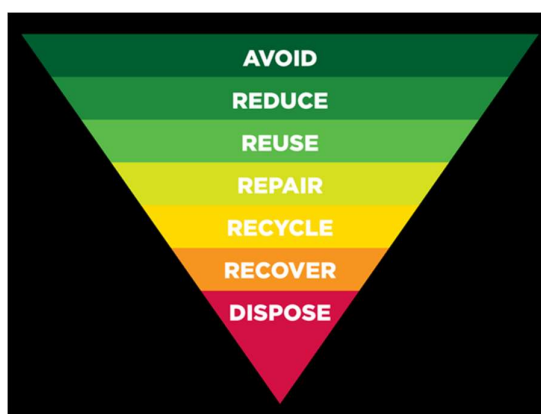 AVOID
REDUCE
REUSE
REPAIR
RECYCLE
RECOVER
DISPOSE